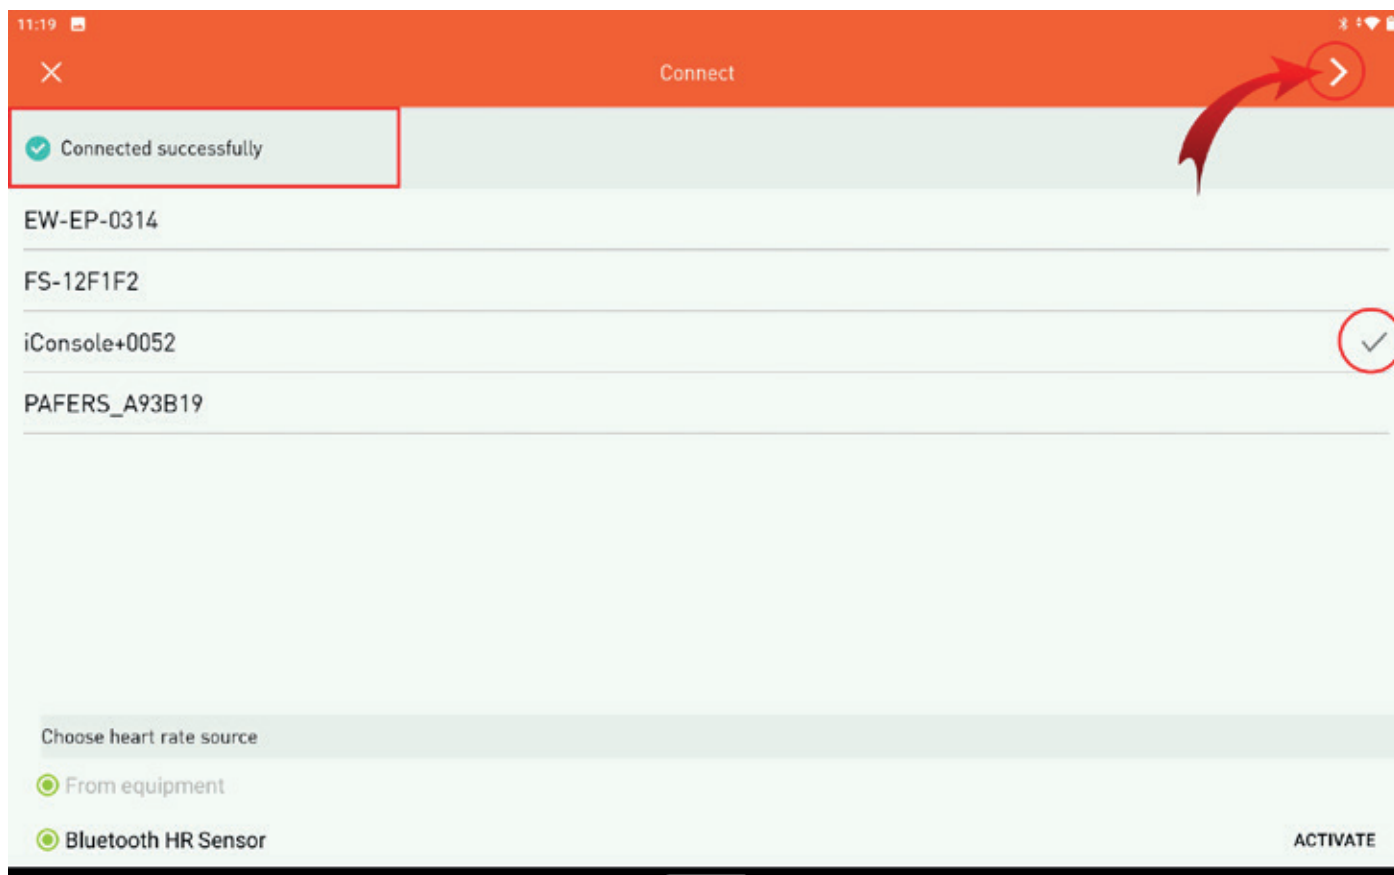 11:19
Connect
Connected successfully
EW-EP-0314
FS-12F1F2
iConsole+0052
PAFERS_A93B19
Choose heart rate source
From equipment
Bluetooth HR Sensor
ACTIVATE